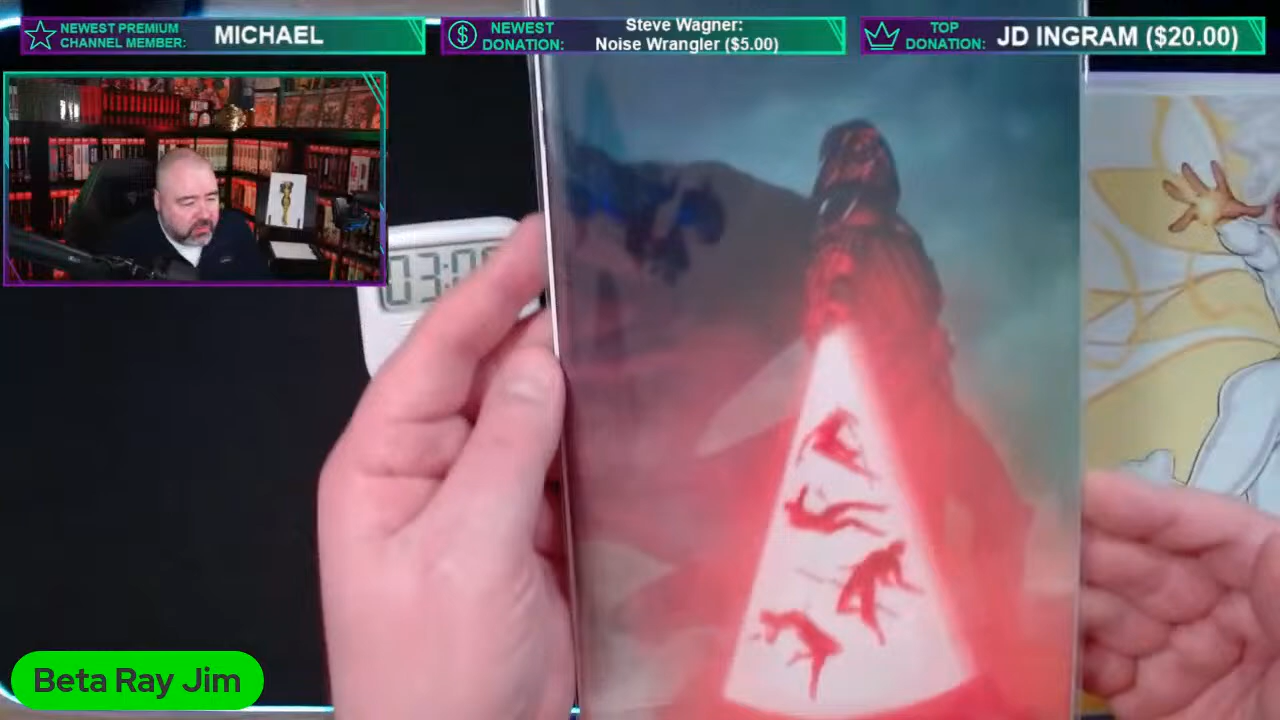 NEWEST PREMIUM
CHANNEL MEMBER:
MICHAEL
NEWEST
DONATION:
Steve Wagner:
Noise Wrangler ($5.00)
TOP
DONATION:
JD INGRAM ($20.00)
Beta Ray Jim